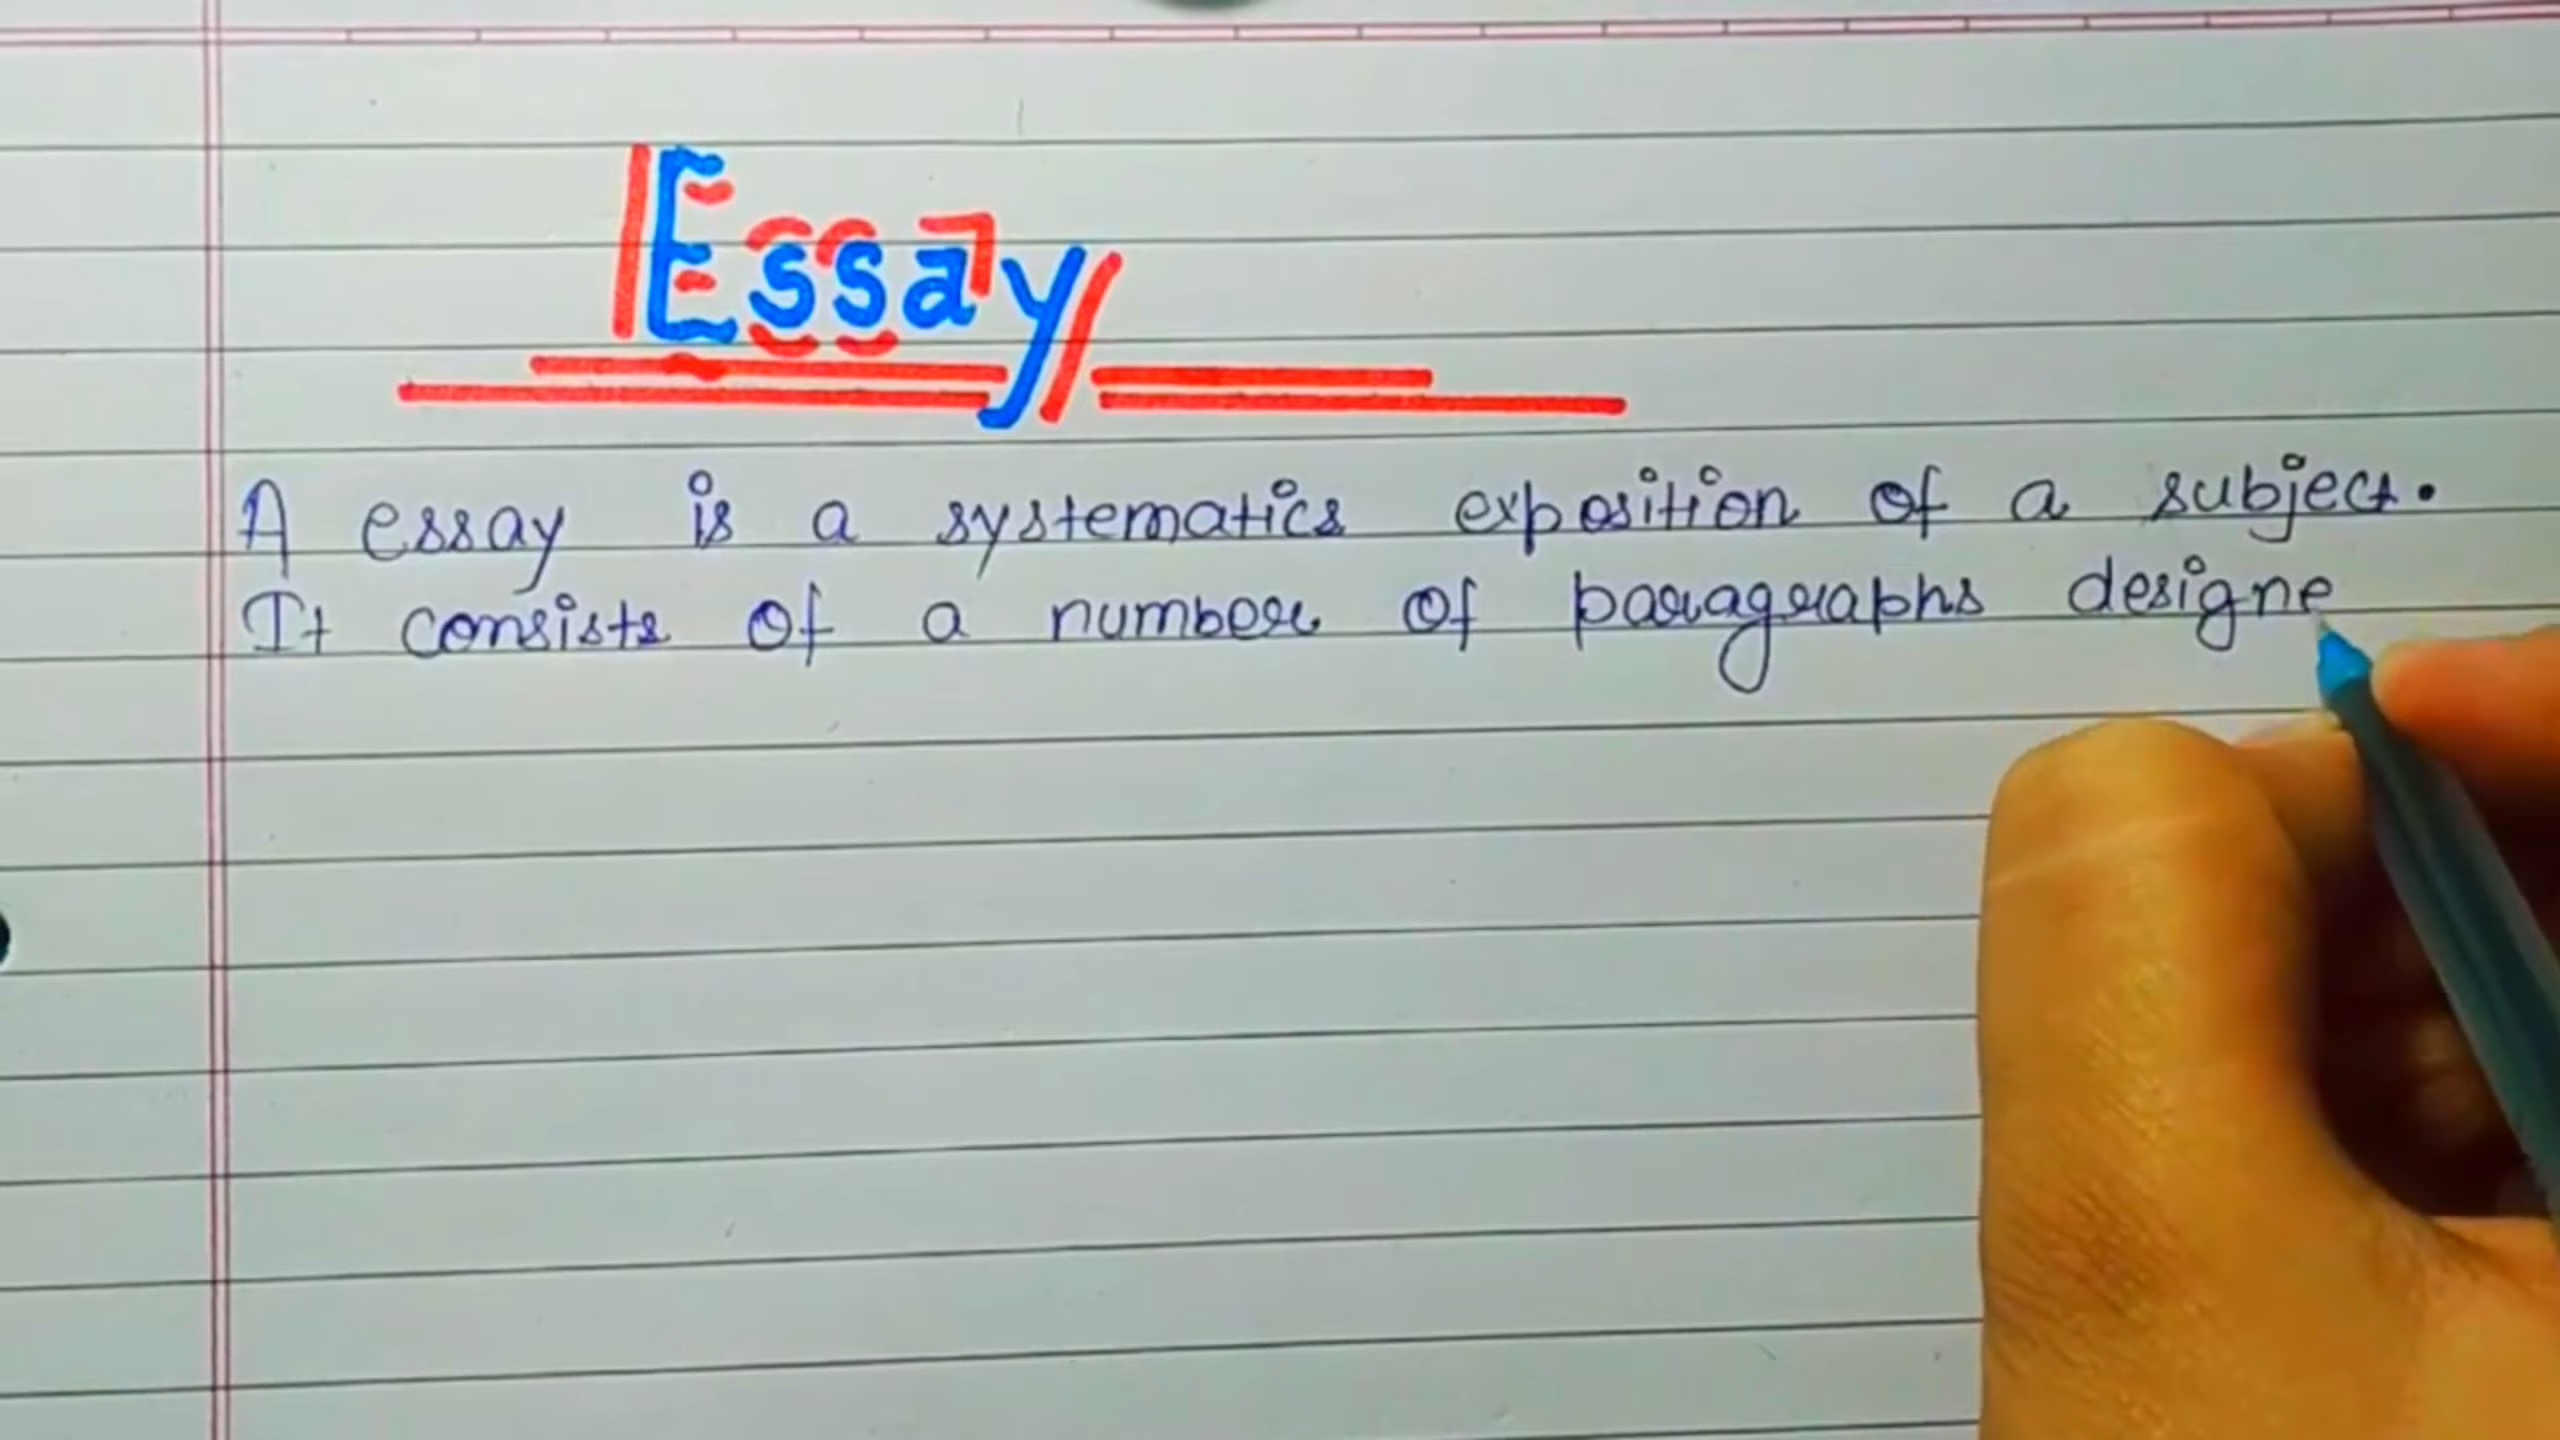 Essay
A essay is a systematics exposition of a subject.
It consists of a number of paragraphs designe